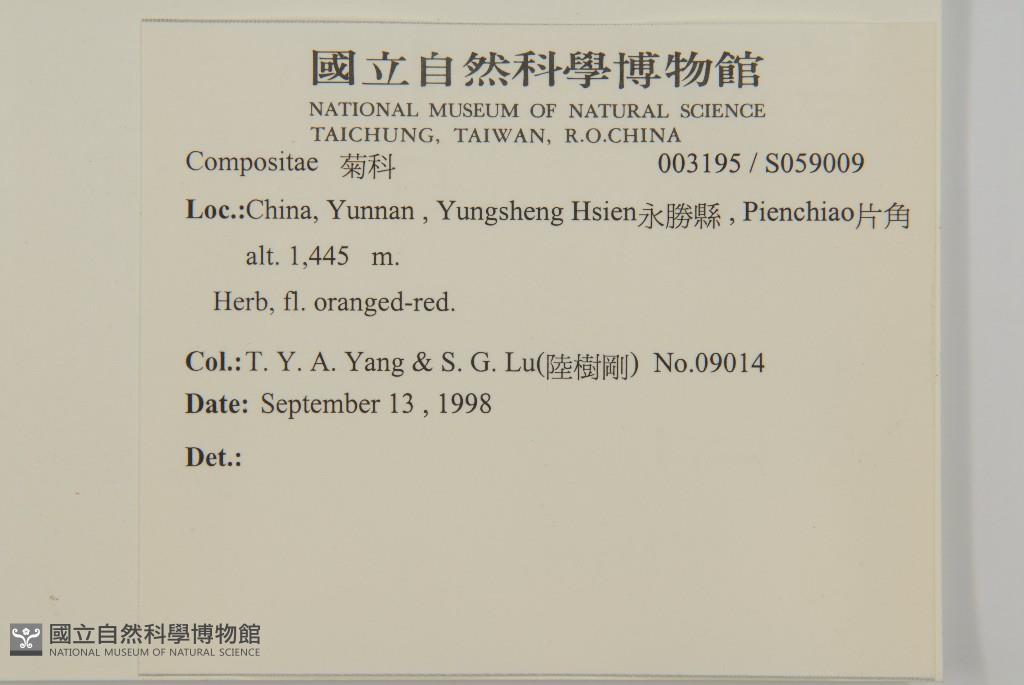 國立自然科學博物館
NATIONAL MUSEUM OF NATURAL SCIENCE
TAICHUNG, TAIWAN, R.O.CHINA
Compositae 菊科 003195 / S059009
Loc.:China, Yunnan , Yungsheng Hsien永勝縣 , Pienchiao片角
alt. 1,445 m.
Herb, fl. oranged-red.
Col.: T. Y. A. Yang & S. G. Lu(陸樹剛) No.09014
Date: September 13 , 1998
Det.:
國立自然科學博物館
NATIONAL MUSEUM OF NATURAL SCIENCE